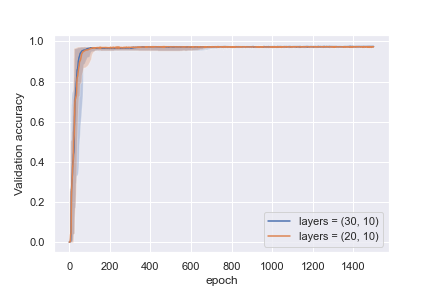 1.0
0.8
0.6
0.4
0.2
0.0
Validation accuracy
0 200 400 600 800 1000 1200 1400
epoch
layers = (30, 10)
layers = (20, 10)